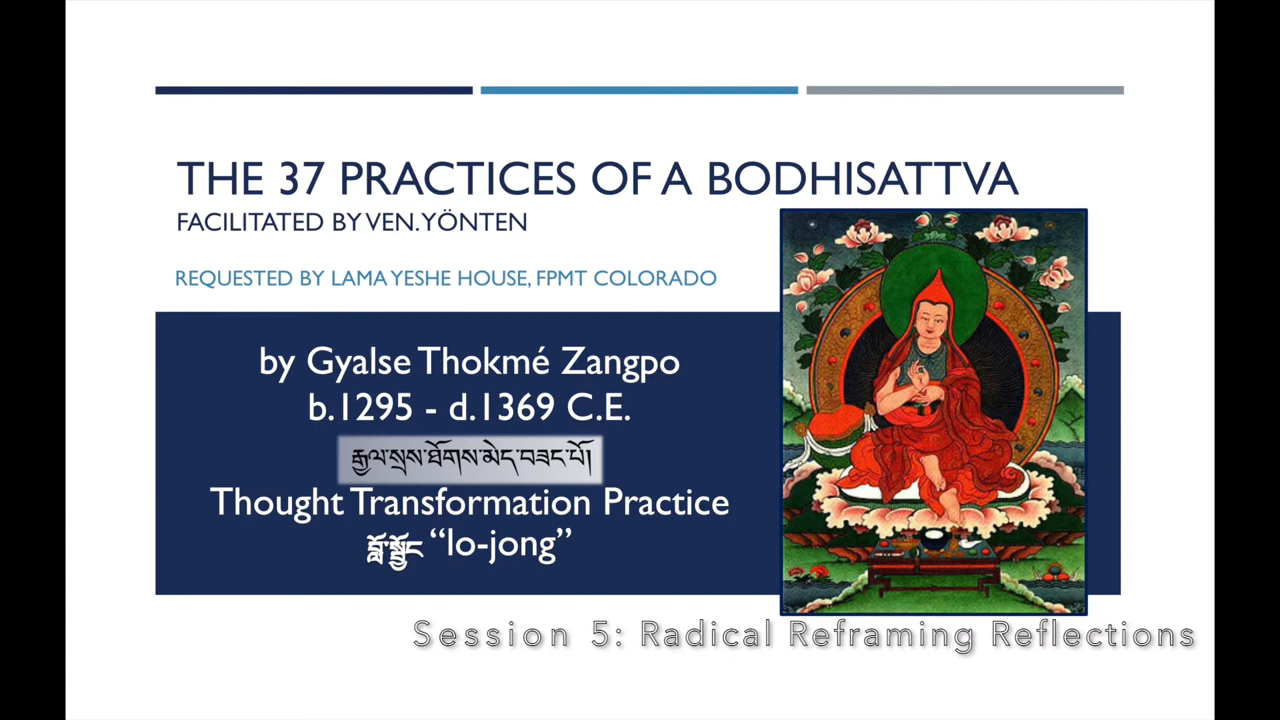 THE 37 PRACTICES OF A BODHISATTVA
FACILITATED BY VEN. YÖNTEN
REQUESTED BY LAMA YESHE HOUSE, FPMT COLORADO
by Gyalse Thokmé Zangpo
b.1295 - d.1369 C.E.
རྒྱལ་སྲས་ཐོགས་མེད་བཟང་པོ།
Thought Transformation Practice
བློ་སྦྱོང “lo-jong”
Session 5: Radical Reframing Reflections